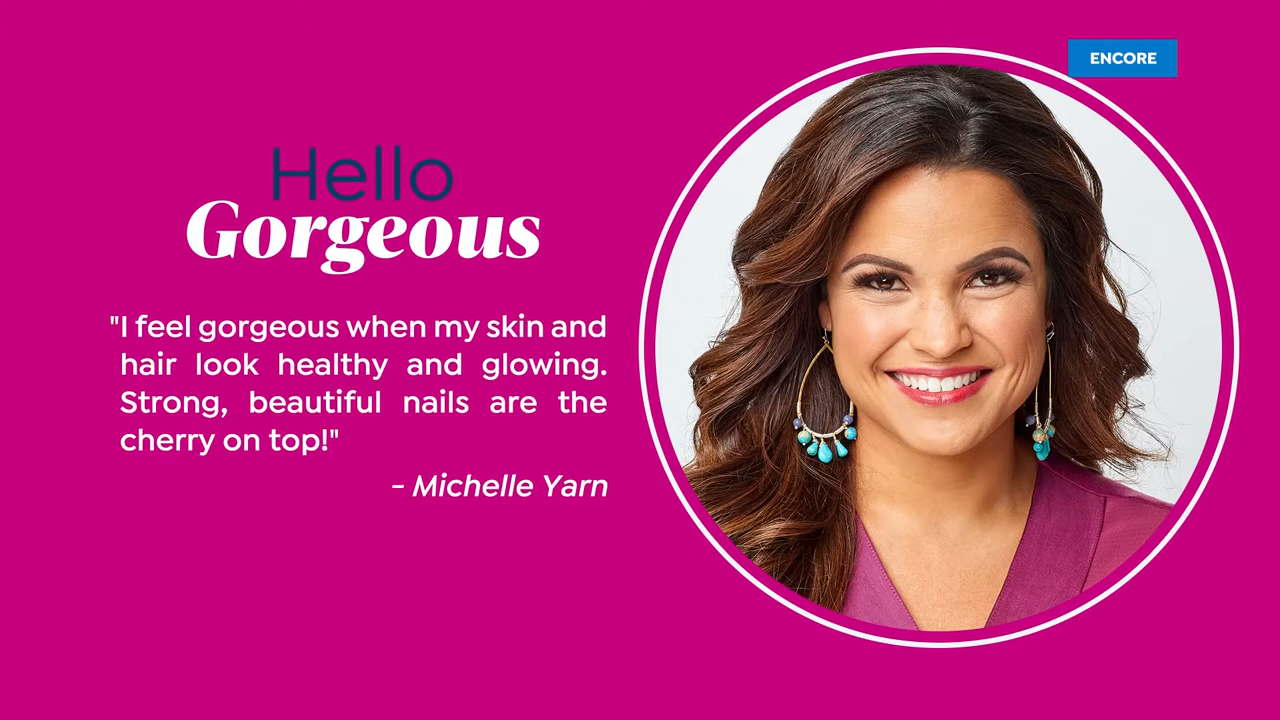 ENCORE
Hello
Gorgeous
"I feel gorgeous when my skin and
hair look healthy and glowing.
Strong, beautiful nails are the
cherry on top!"
- Michelle Yarn